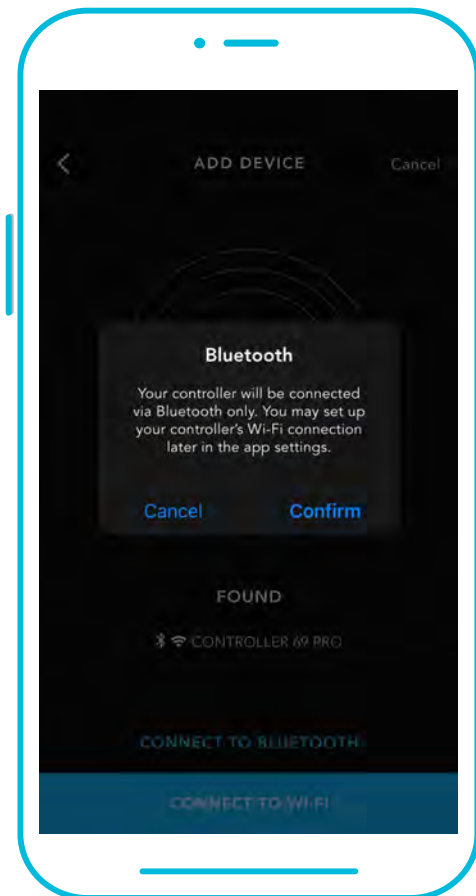 ADD DEVICE
Cancel
Bluetooth
Your controller will be connected
via Bluetooth only. You may set up
your controller's Wi-Fi connection
later in the app settings.
Cancel
Confirm
FOUND
CONTROLLER 69 PRO
CONNECT TO BLUETOOTH
CONNECT TO WI-FI